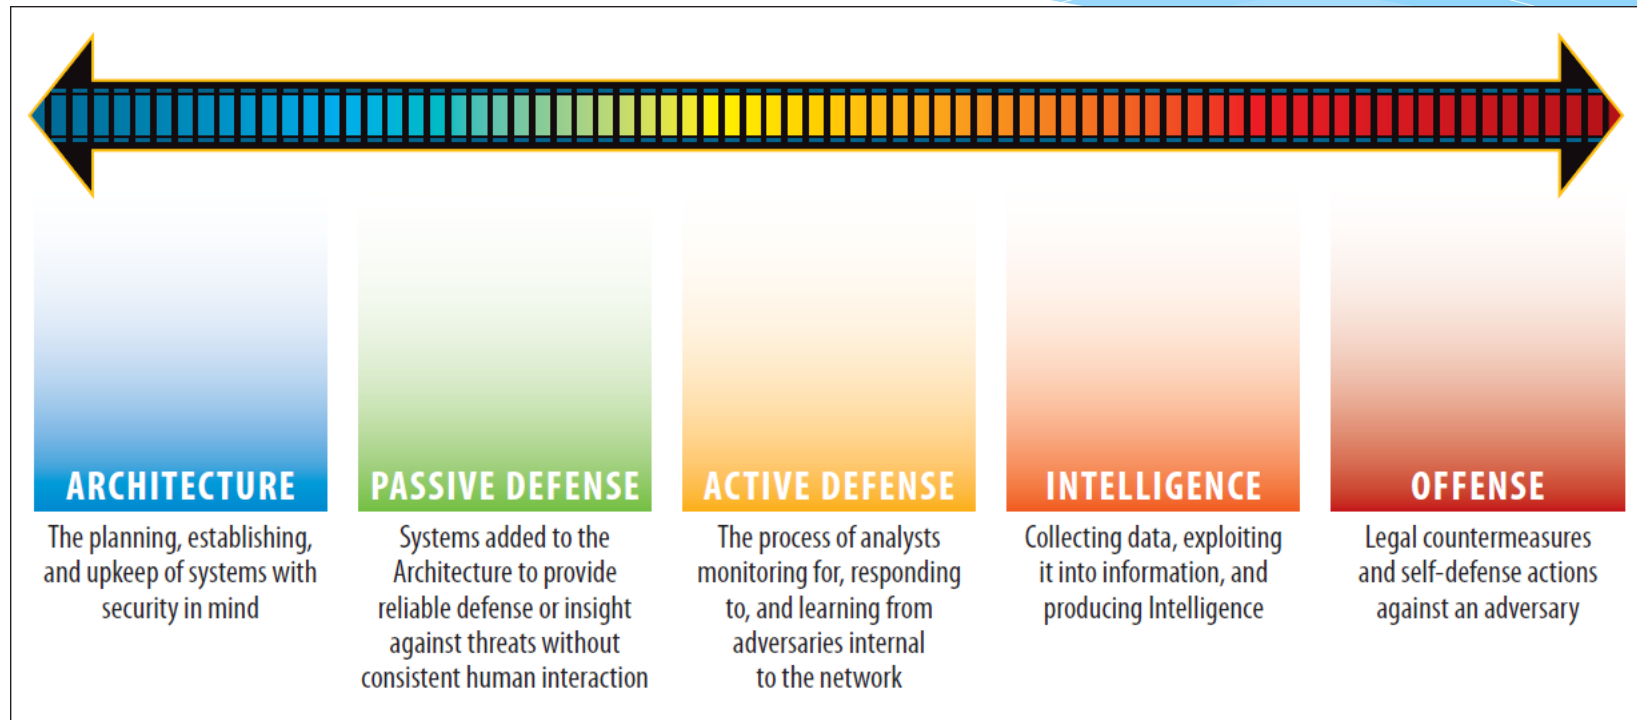 ARCHITECTURE
The planning, establishing,
and upkeep of systems with
security in mind
PASSIVE DEFENSE
Systems added to the
Architecture to provide
reliable defense or insight
against threats without
consistent human interaction
ACTIVE DEFENSE
The process of analysts
monitoring for, responding
to, and learning from
adversaries internal
to the network
INTELLIGENCE
Collecting data, exploiting
it into information, and
producing Intelligence
OFFENSE
Legal countermeasures
and self-defense actions
against an adversary